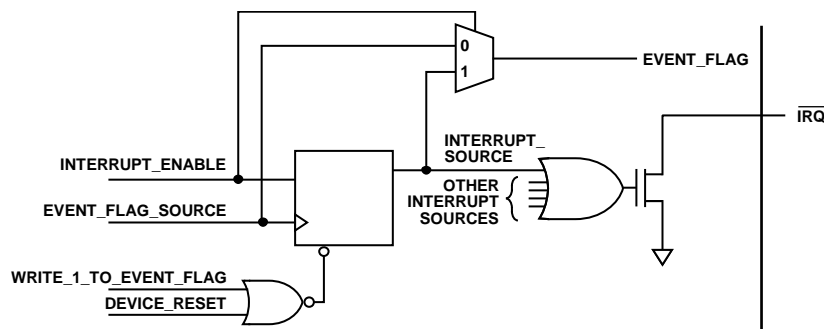 0
EVENT_FLAG
1
IRQ
INTERRUPT_
SOURCE
INTERRUPT_ENABLE
OTHER
INTERRUPT
SOURCES
EVENT_FLAG_SOURCE
WRITE_1_TO_EVENT_FLAG
DEVICE_RESET